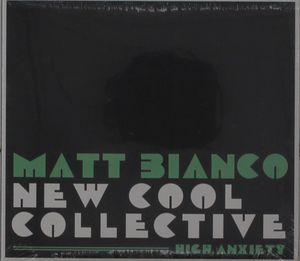 MATT BIANCO
NEW COOL
COLLECTIVE
HIGH ANXIETY